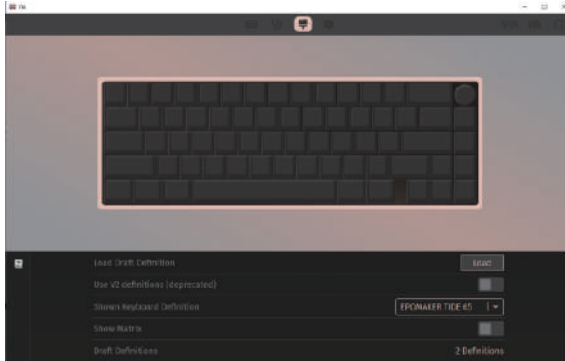 VIA
Load Draft Definition
Load
Use V2 definitions (deprecated)
Shown Keyboard Definition
EPOMAKER TIDE 65
Show Matrix
Draft Definitions
2 Definitions